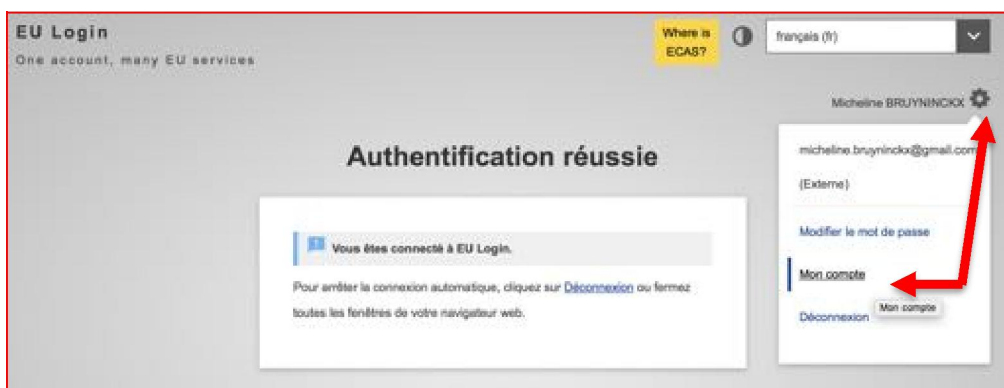 EU Login
One account, many EU services
Where is
ECAS?
français (fr)
Micheline BRUYNINCKX
Authentification réussie
micheline.bruyninckx@gmail.com
(Externe)
Vous êtes connecté à EU Login.
Modifier le mot de passe
Pour arrêter la connexion automatique, cliquez sur Déconnexion ou fermez
toutes les fenêtres de votre navigateur web.
Mon compte
Mon compte
Déconnexion